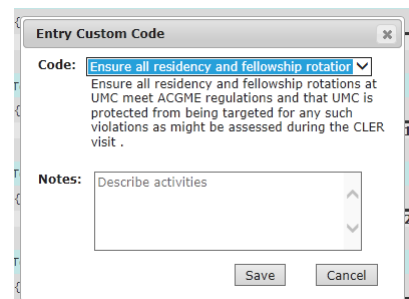 Entry Custom Code
Code: Ensure all residency and fellowship rotation
Ensure all residency and fellowship rotations at
UMC meet ACGME regulations and that UMC is
protected from being targeted for any such
violations as might be assessed during the CLER
visit .
Notes: Describe activities
Save Cancel